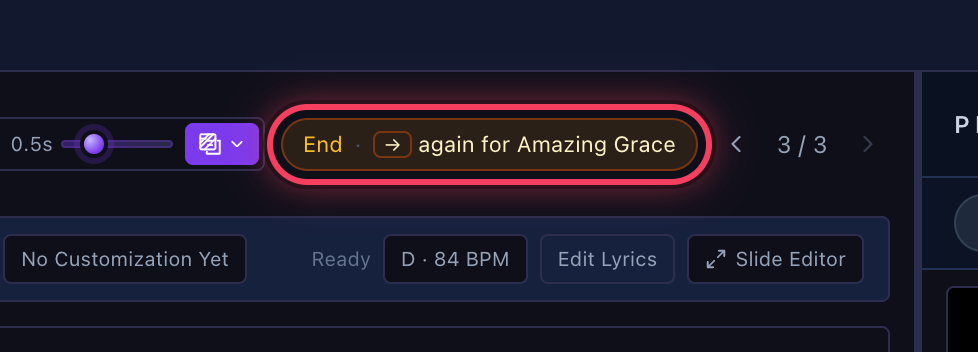 0.5s End · → again for Amazing Grace 3 / 3
No Customization Yet Ready D · 84 BPM Edit Lyrics Slide Editor